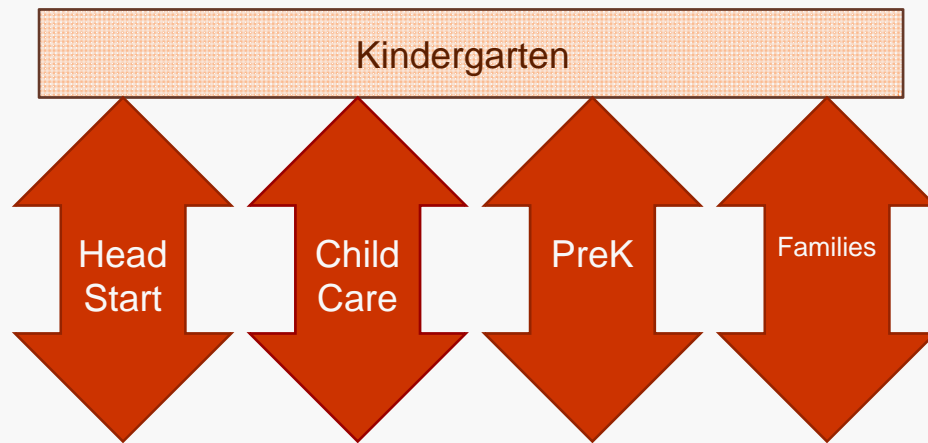 Kindergarten
Head
Start
Child
Care
PreK
Families